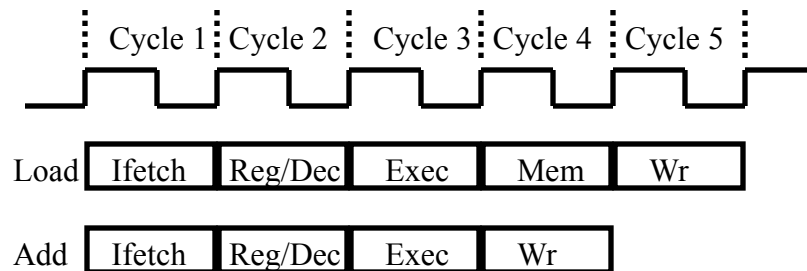 Cycle 1 Cycle 2 Cycle 3 Cycle 4 Cycle 5
Load Ifetch Reg/Dec Exec Mem Wr
Add Ifetch Reg/Dec Exec Wr